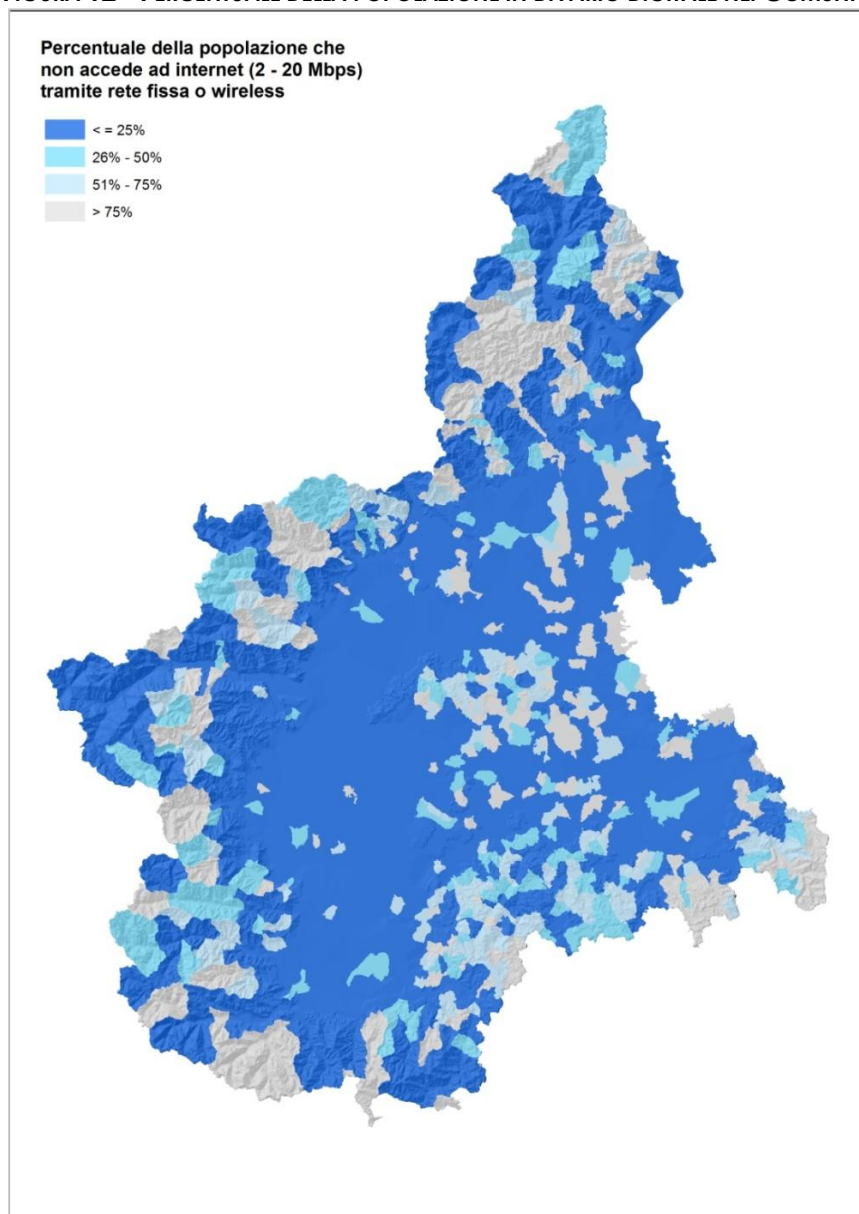 Percentuale della popolazione che
non accede ad internet (2 - 20 Mbps)
tramite rete fissa o wireless
< = 25%
26% - 50%
51% - 75%
> 75%